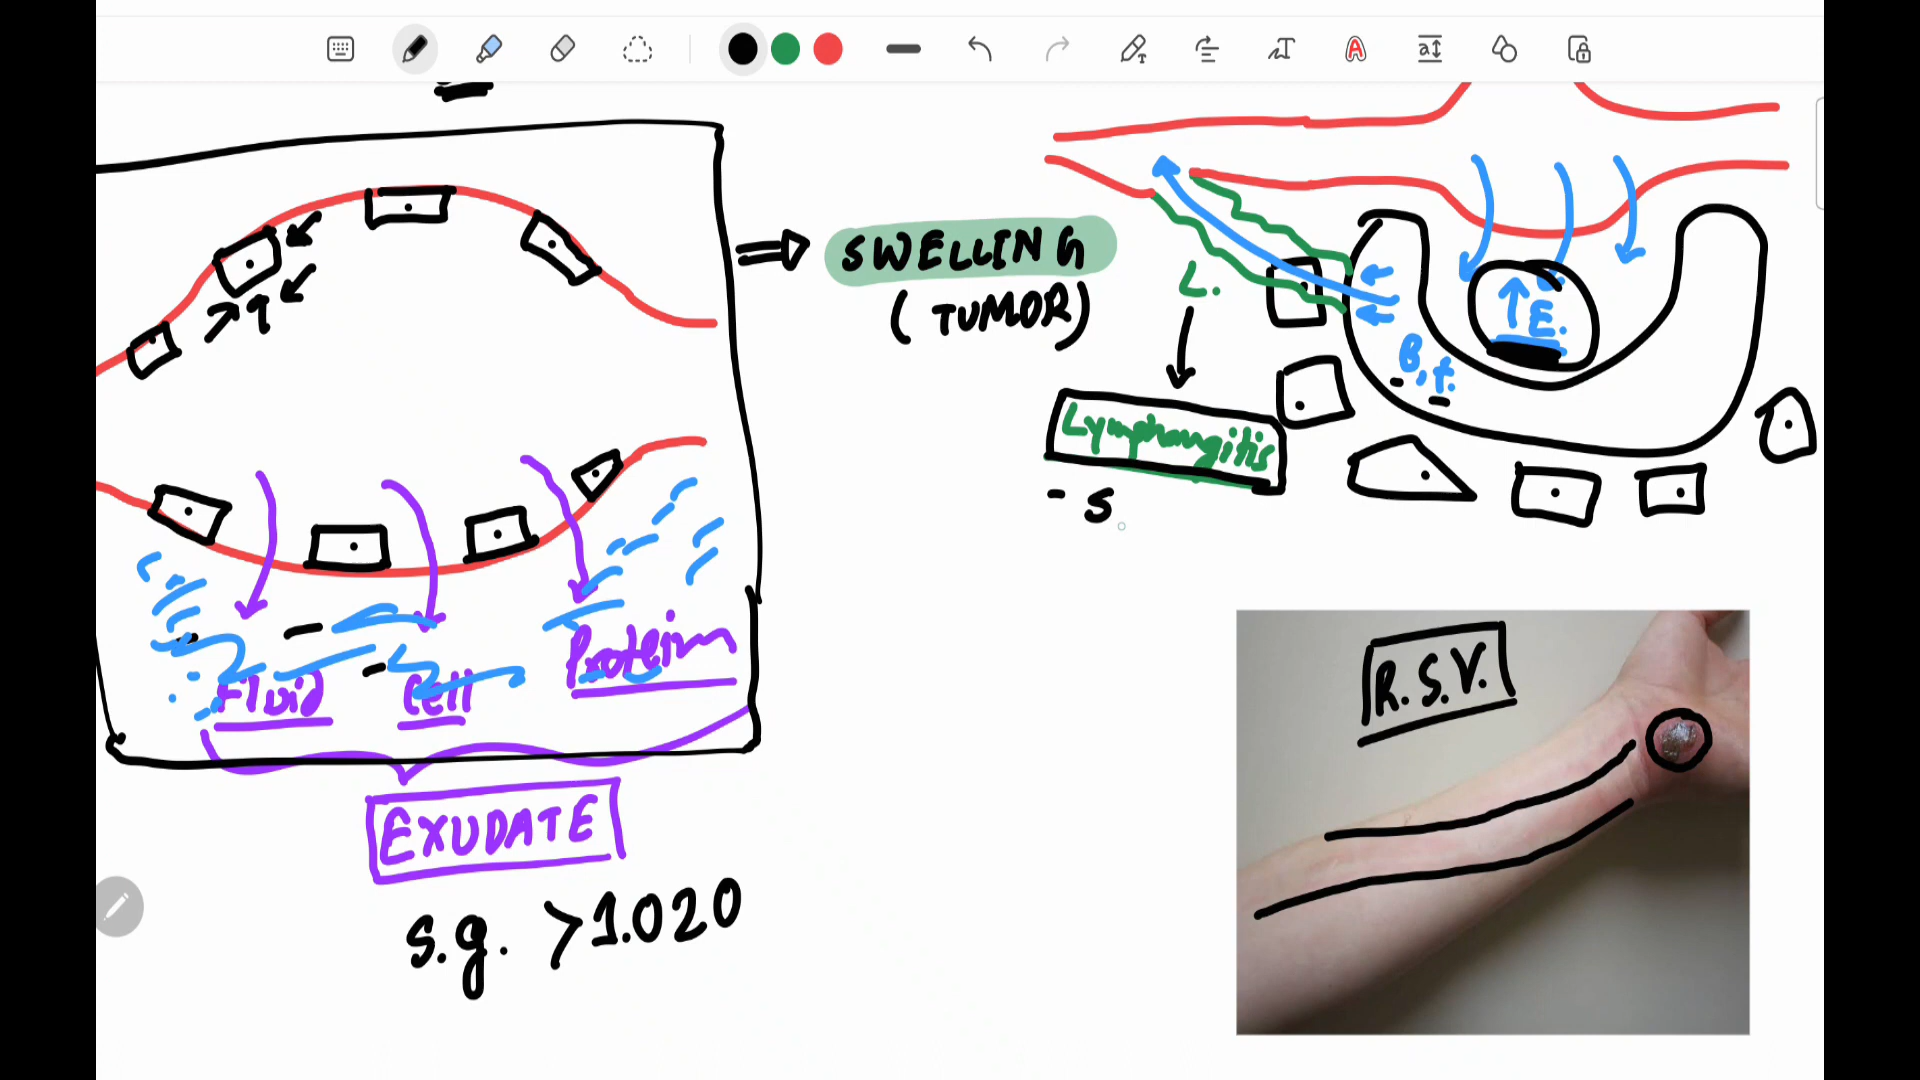 SWELLING
( TUMOR )
Fluid
Cell
Protein
EXUDATE
s.g. >1.020
L.
E.
B,f.
Lymphangitis
- S
R.S.V.